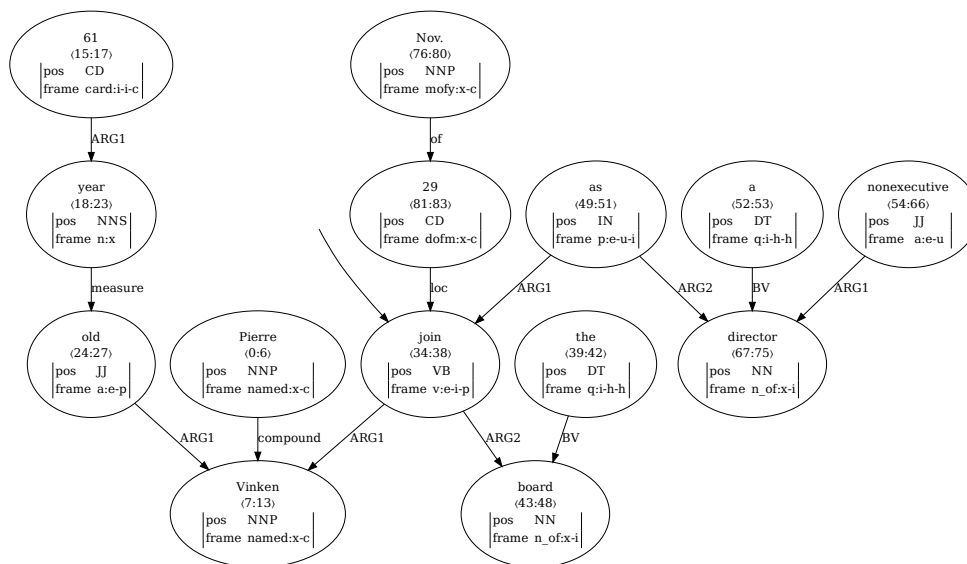 61
⟨15:17⟩
pos CD
frame card:i-i-c
Nov.
⟨76:80⟩
pos NNP
frame mofy:x-c
ARG1
of
year
⟨18:23⟩
pos NNS
frame n:x
29
⟨81:83⟩
pos CD
frame dofm:x-c
as
⟨49:51⟩
pos IN
frame p:e-u-i
a
⟨52:53⟩
pos DT
frame q:i-h-h
nonexecutive
⟨54:66⟩
pos JJ
frame a:e-u
measure
loc
ARG1
ARG2
BV
ARG1
old
⟨24:27⟩
pos JJ
frame a:e-p
Pierre
⟨0:6⟩
pos NNP
frame named:x-c
join
⟨34:38⟩
pos VB
frame v:e-i-p
the
⟨39:42⟩
pos DT
frame q:i-h-h
director
⟨67:75⟩
pos NN
frame n_of:x-i
ARG1
compound
ARG1
ARG2
BV
Vinken
⟨7:13⟩
pos NNP
frame named:x-c
board
⟨43:48⟩
pos NN
frame n_of:x-i